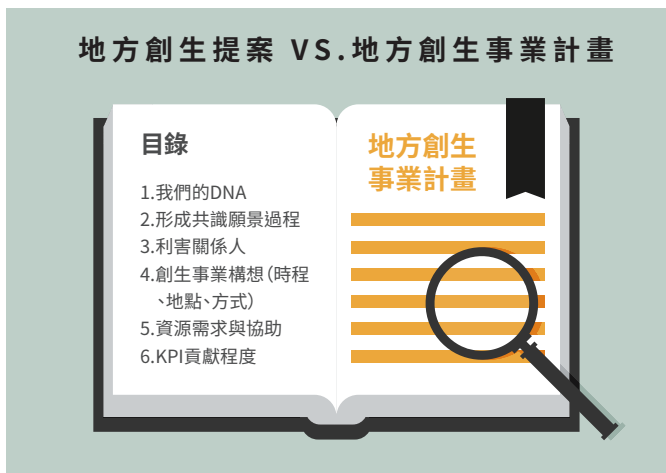 地方創生提案 VS.地方創生事業計畫
目錄
1.我們的DNA
2.形成共識願景過程
3.利害關係人
4.創生事業構想(時程
、地點、方式)
5.資源需求與協助
6.KPI貢獻程度
地方創生
事業計畫